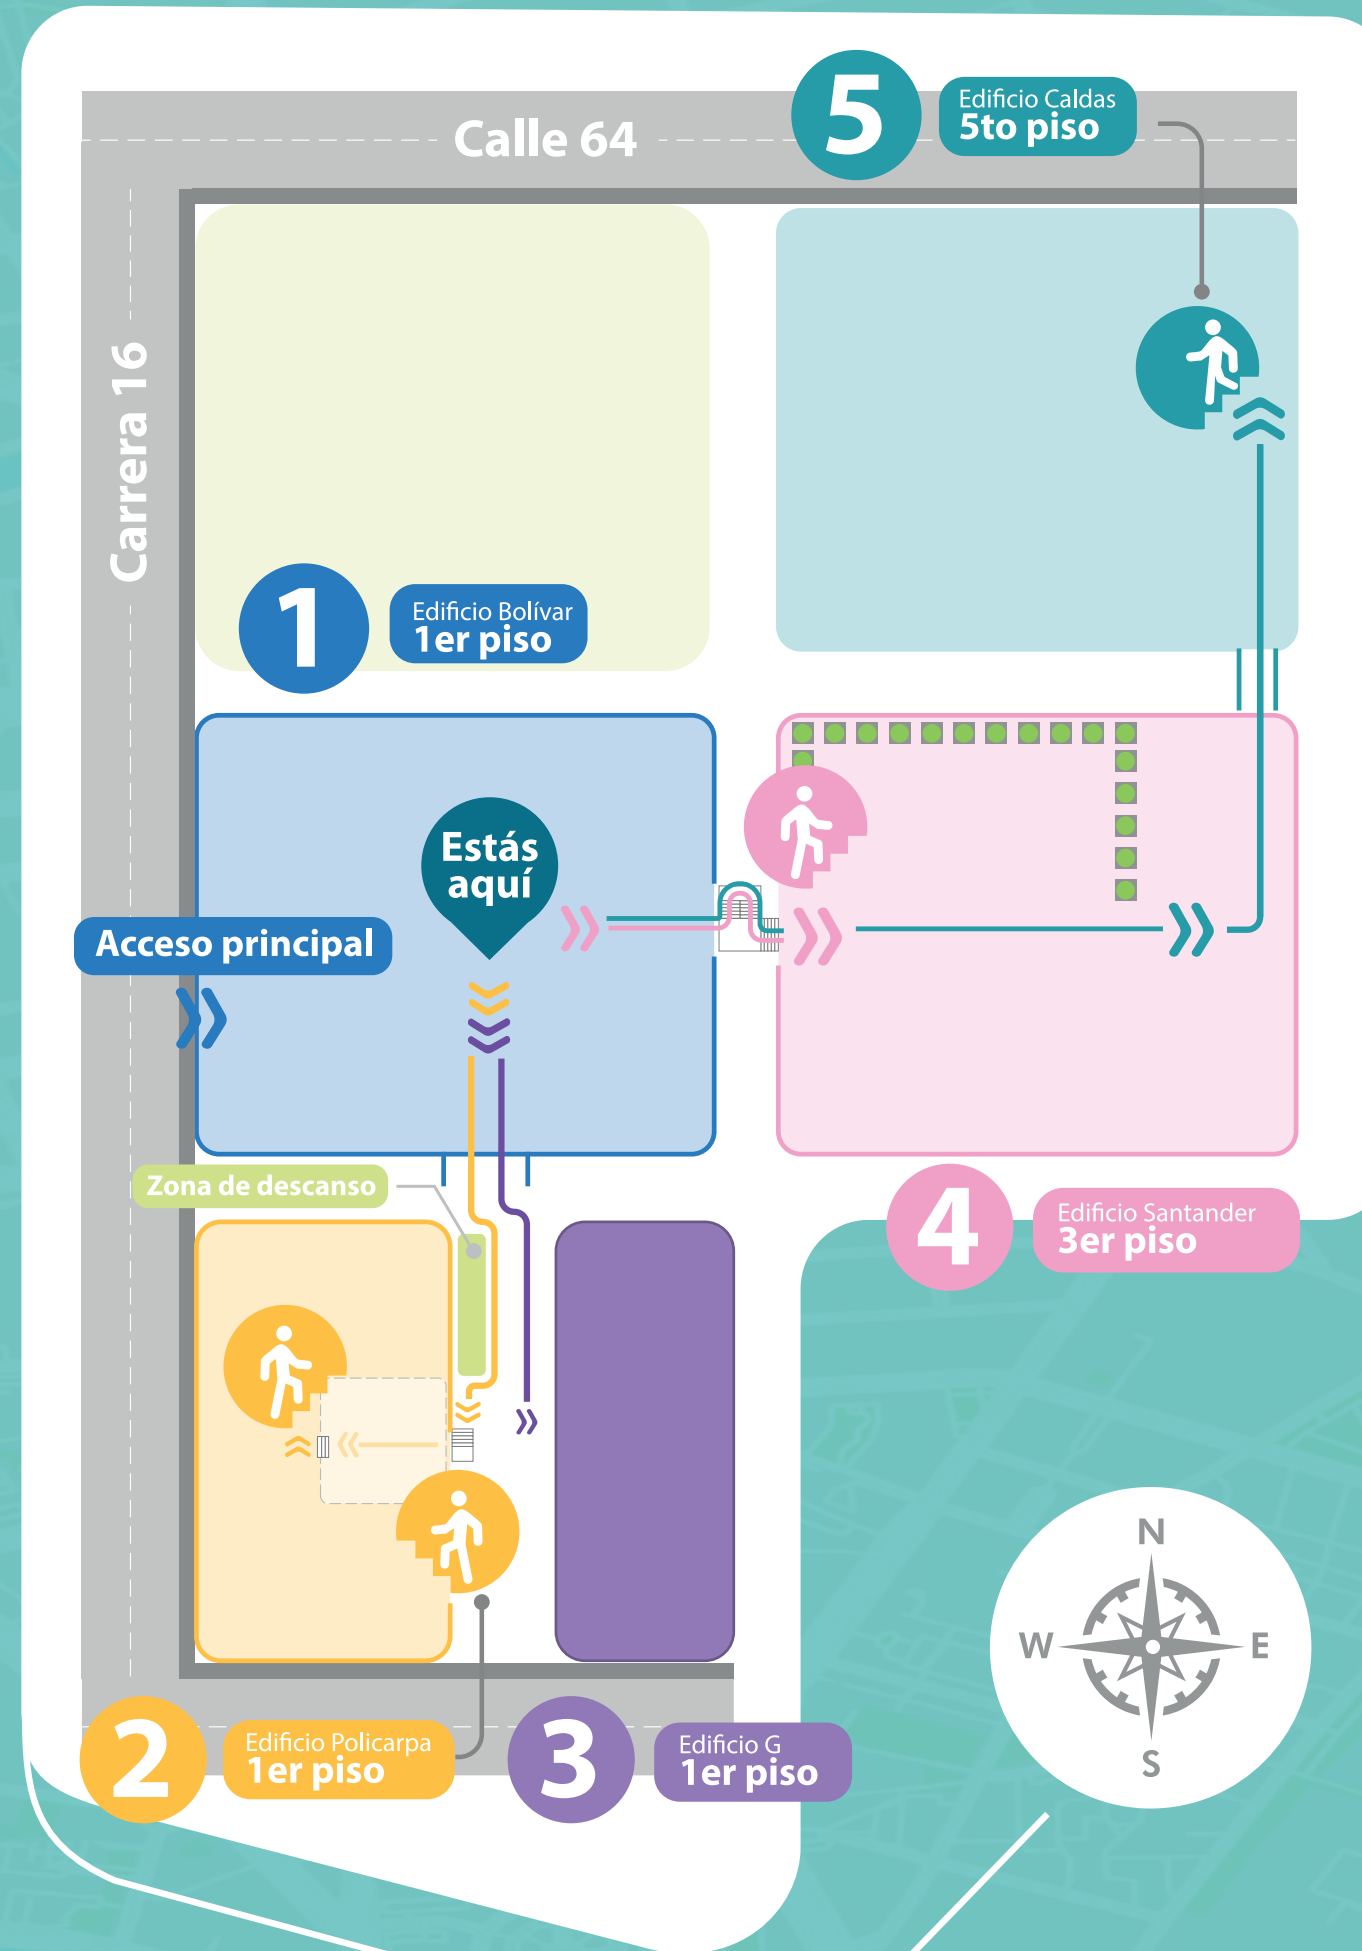 5
Edificio Caldas
5to piso
Calle 64
Carrera 16
1
Edificio Bolívar
1er piso
Estás
aquí
Acceso principal
Zona de descanso
4
Edificio Santander
3er piso
N
W
E
S
2
Edificio Policarpa
1er piso
3
Edificio G
1er piso